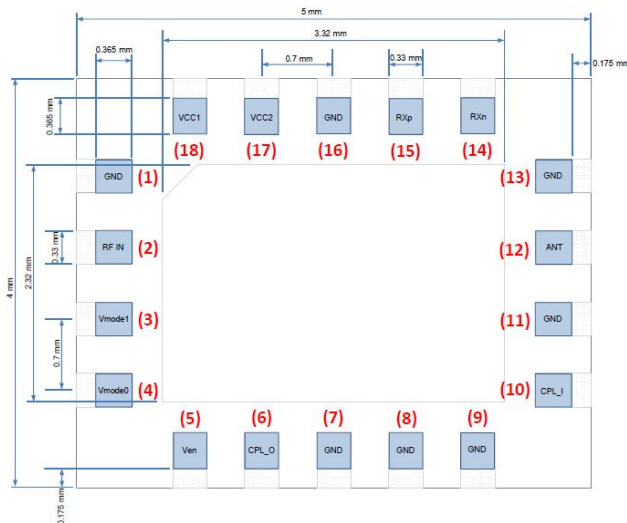 5 mm
3.32 mm
0.365 mm
0.7 mm
0.33 mm
0.175 mm
0.365 mm
VCC1
VCC2
GND
RXp
RXn
(18)
(17)
(16)
(15)
(14)
GND
(1)
(13)
GND
RF IN
(2)
(12)
ANT
0.33 mm
2.32 mm
4 mm
Vmode1
(3)
(11)
GND
0.7 mm
Vmode0
(4)
(10)
CPL_I
(5)
(6)
(7)
(8)
(9)
Ven
CPL_O
GND
GND
GND
0.175 mm